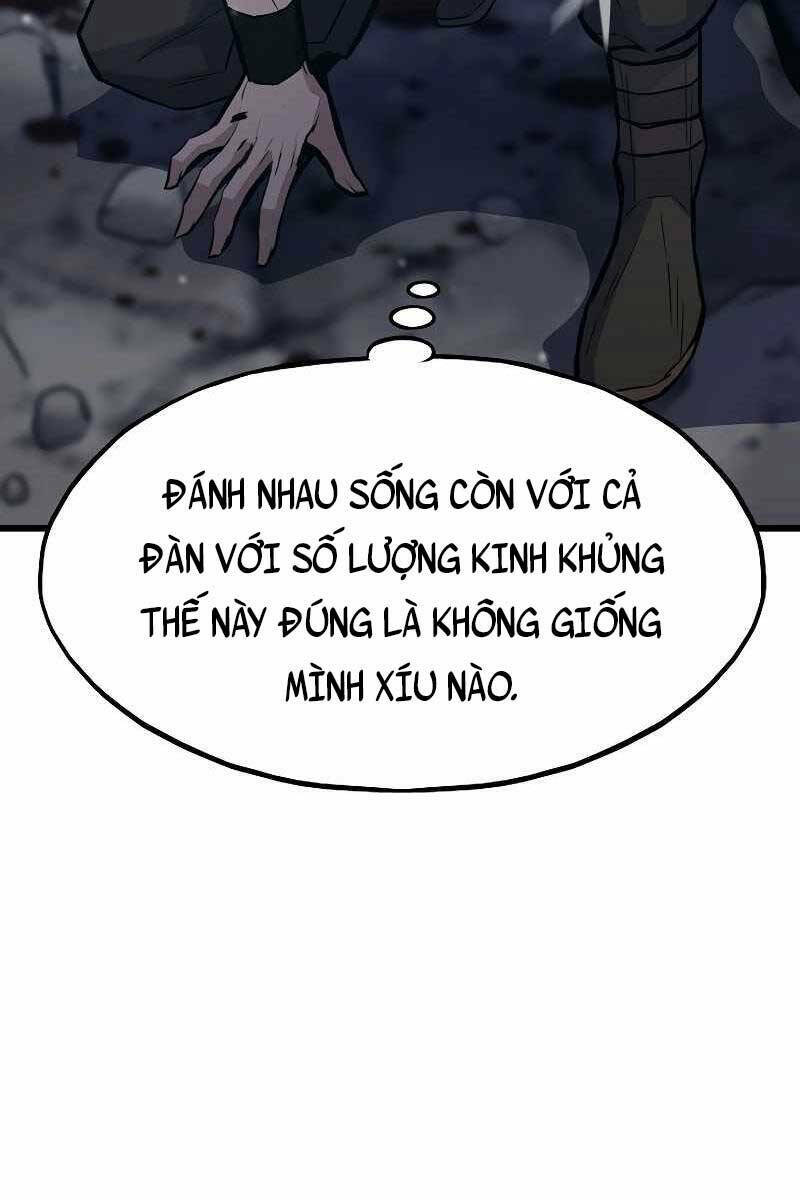 ĐÁNH NHAU SỐNG CÒN VỚI CẢ
ĐÀN VỚI SỐ LƯỢNG KINH KHỦNG
THẾ NÀY ĐÚNG LÀ KHÔNG GIỐNG
MÌNH XÍU NÀO.